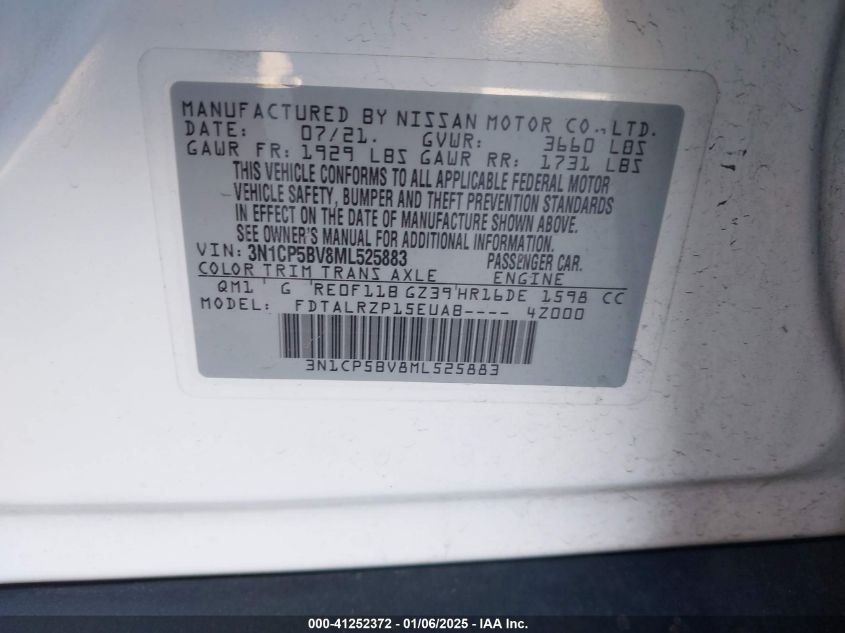 MANUFACTURED BY NISSAN MOTOR CO.,LTD.
DATE: 07/21. GVWR: 3660 LBS
GAWR FR: 1929 LBS GAWR RR: 1731 LBS
THIS VEHICLE CONFORMS TO ALL APPLICABLE FEDERAL MOTOR
VEHICLE SAFETY, BUMPER AND THEFT PREVENTION STANDARDS
IN EFFECT ON THE DATE OF MANUFACTURE SHOWN ABOVE.
SEE OWNER'S MANUAL FOR ADDITIONAL INFORMATION.
VIN: 3N1CP5BV8ML525883 PASSENGER CAR.
COLOR TRIM TRANS AXLE ENGINE
QM1 G RE0F11B GZ39 HR16DE 1598 CC
MODEL: FDTALRZP15EUAB---- 4Z000
3N1CP5BV8ML525883
000-41252372 - 01/06/2025 - IAA Inc.